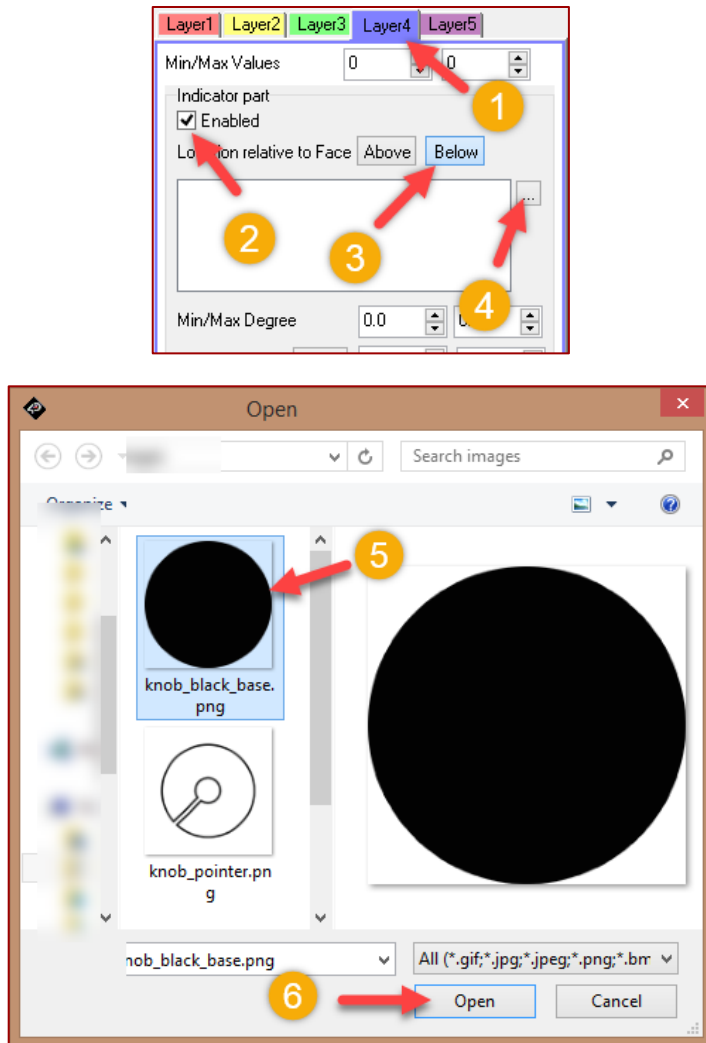 Layer1 Layer2 Layer3 Layer4 Layer5
Min/Max Values 0 0
1
Indicator part
Enabled
relative to Face Above Below
...
2
3
4
Min/Max Degree 0.0
Open
Search images
Organize
5
knob_black_base.
png
knob_pointer.pn
g
nob_black_base.png All (*.gif;*.jpg;*.jpeg;*.png;*.bm
6
Open Cancel